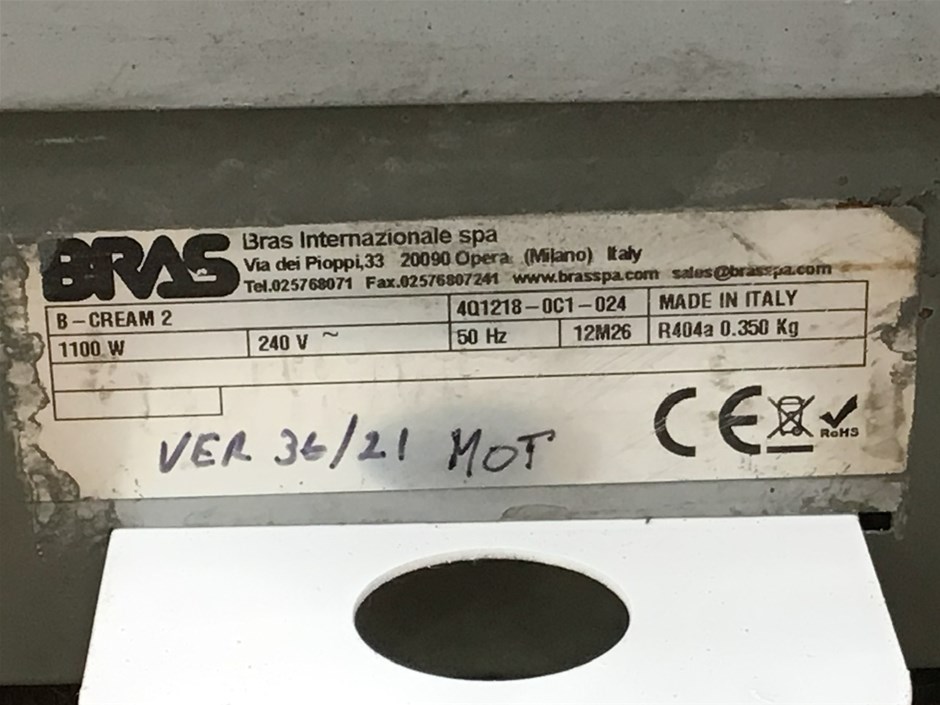 BRAS
Bras Internazionale spa
Via dei Pioppi,33 20090 Opera (Milano) Italy
Tel.025768071 Fax.02576807241 www.brasspa.com sales@brasspa.com
B-CREAM 2 4Q1218-0C1-024 MADE IN ITALY
1100 W 240 V ~ 50 Hz 12M26 R404a 0.350 Kg
CE RoHS
VER 36/21 MOT